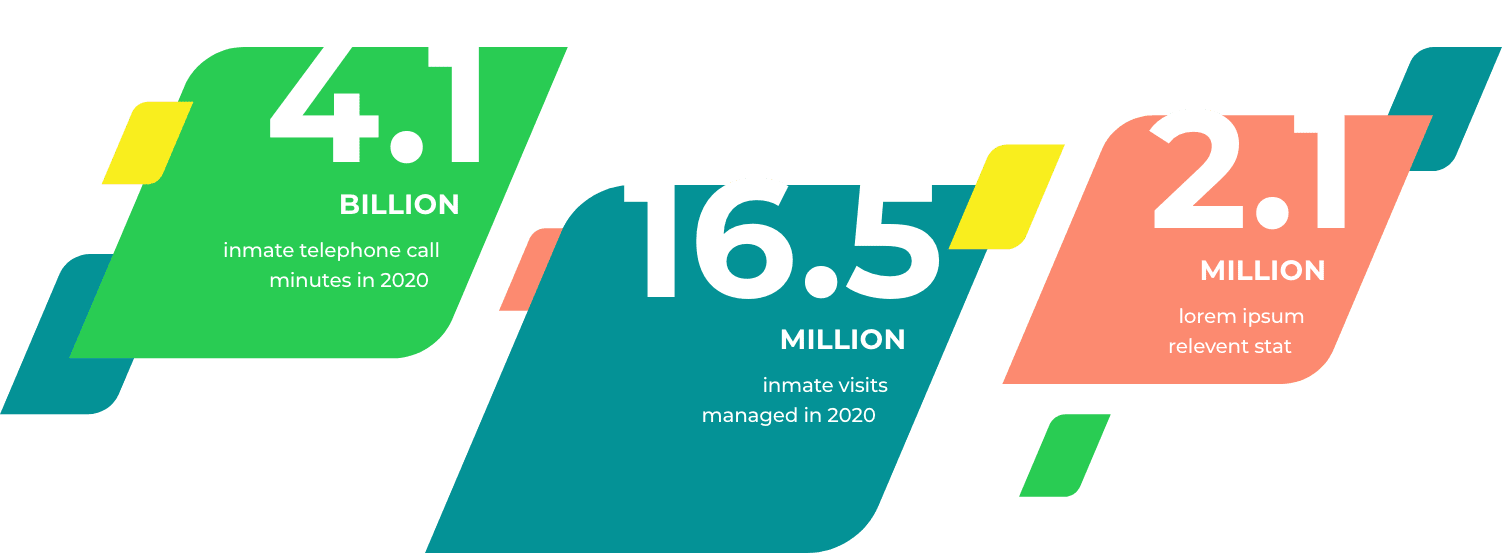 4.1
BILLION
inmate telephone call
minutes in 2020
16.5
MILLION
inmate visits
managed in 2020
2.1
MILLION
lorem ipsum
relevent stat